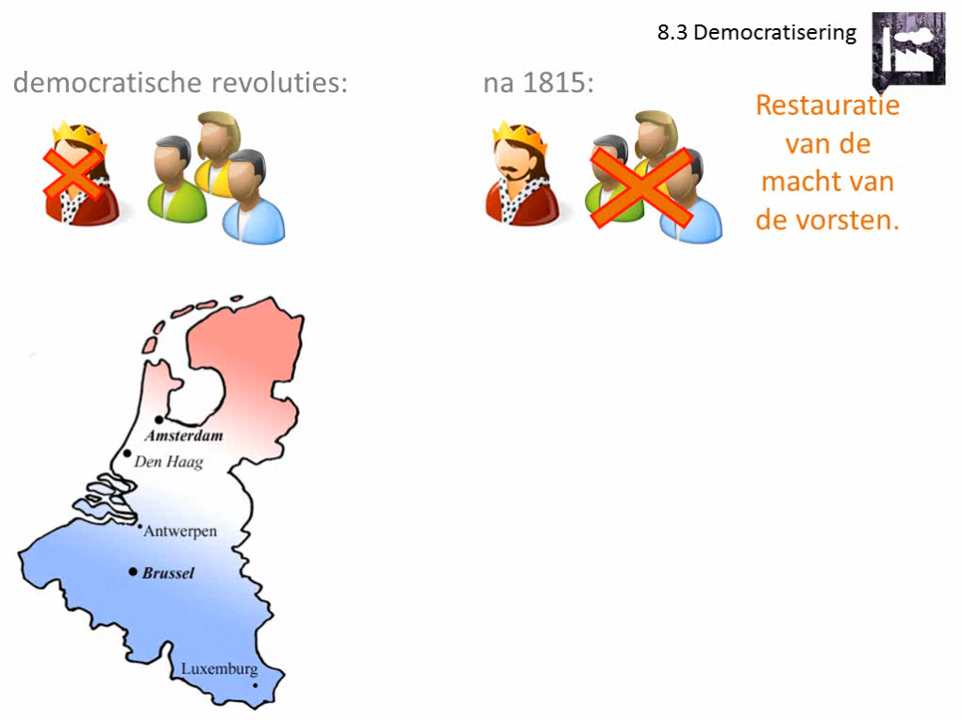 8.3 Democratisering
democratische revoluties:
na 1815:
Restauratie
van de
macht van
de vorsten.
Amsterdam
Den Haag
Antwerpen
Brussel
Luxemburg